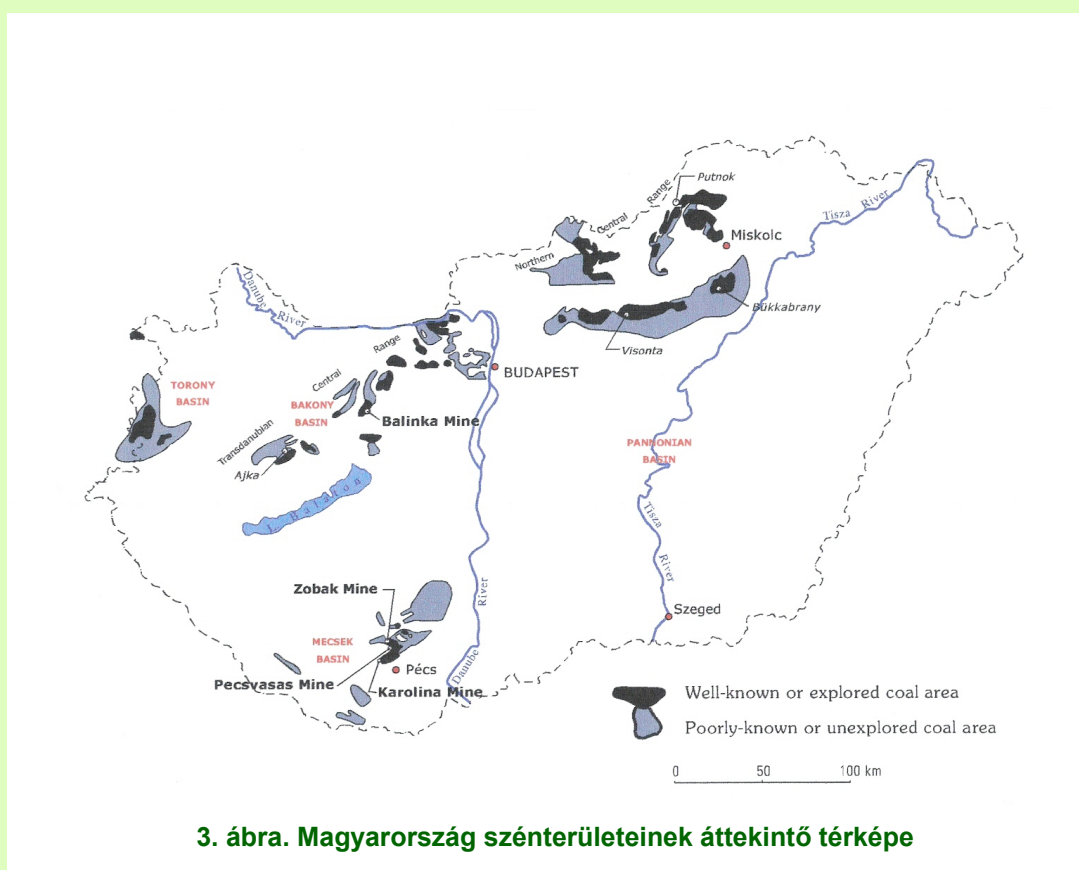 Putnok
Northern
Central
Range
Miskolc
Tisza
River
Danube
River
Bükkabrany
Visonta
BUDAPEST
TORONY
BASIN
BAKONY
BASIN
Transdanubian
Central
Range
Balinka Mine
Ajka
L. Balaton
PANNONIAN
BASIN
Tisza
River
Szeged
Danube
River
Zobak Mine
MECSEK
BASIN
Pécs
Pecsvasas Mine
Karolina Mine
Well-known or explored coal area
Poorly-known or unexplored coal area
0 50 100 km
3. ábra. Magyarország szénterületeinek áttekintő térképe